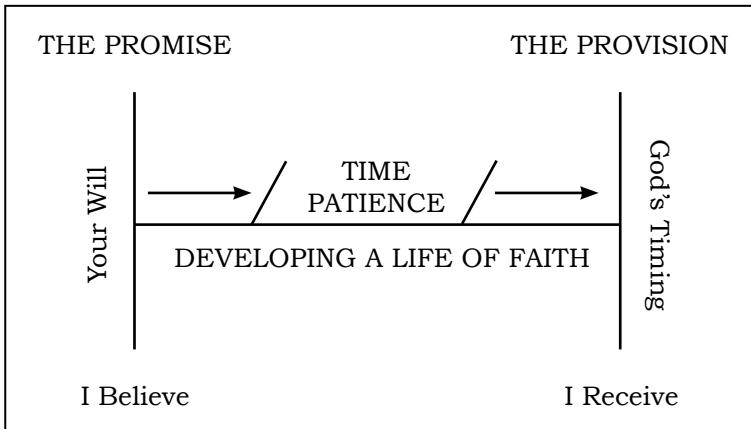 THE PROMISE
THE PROVISION
Your Will
TIME
PATIENCE
God's Timing
DEVELOPING A LIFE OF FAITH
I Believe
I Receive